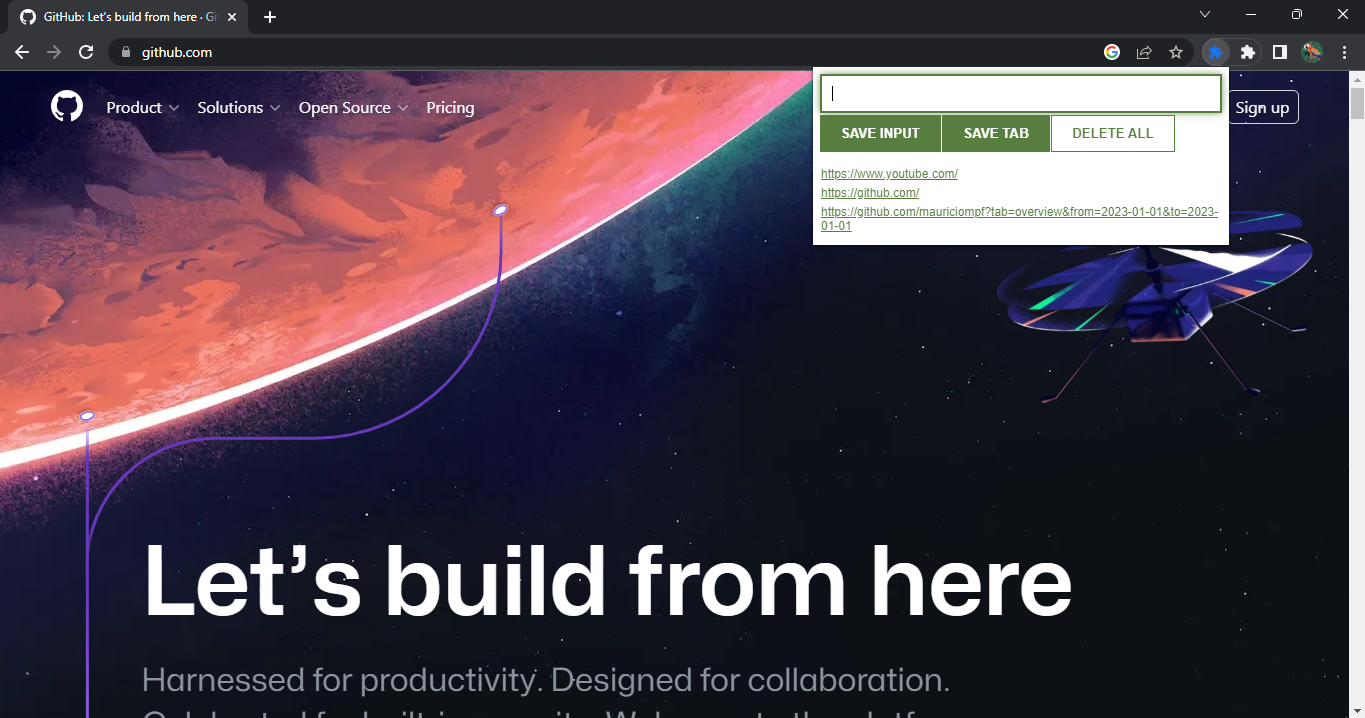 GitHub: Let's build from here · Gi
github.com
Product
Solutions
Open Source
Pricing
Sign up
SAVE INPUT
SAVE TAB
DELETE ALL
https://www.youtube.com/
https://github.com/
https://github.com/mauriciompf?tab=overview&from=2023-01-01&to=2023-
01-01
Let’s build from here
Harnessed for productivity. Designed for collaboration.